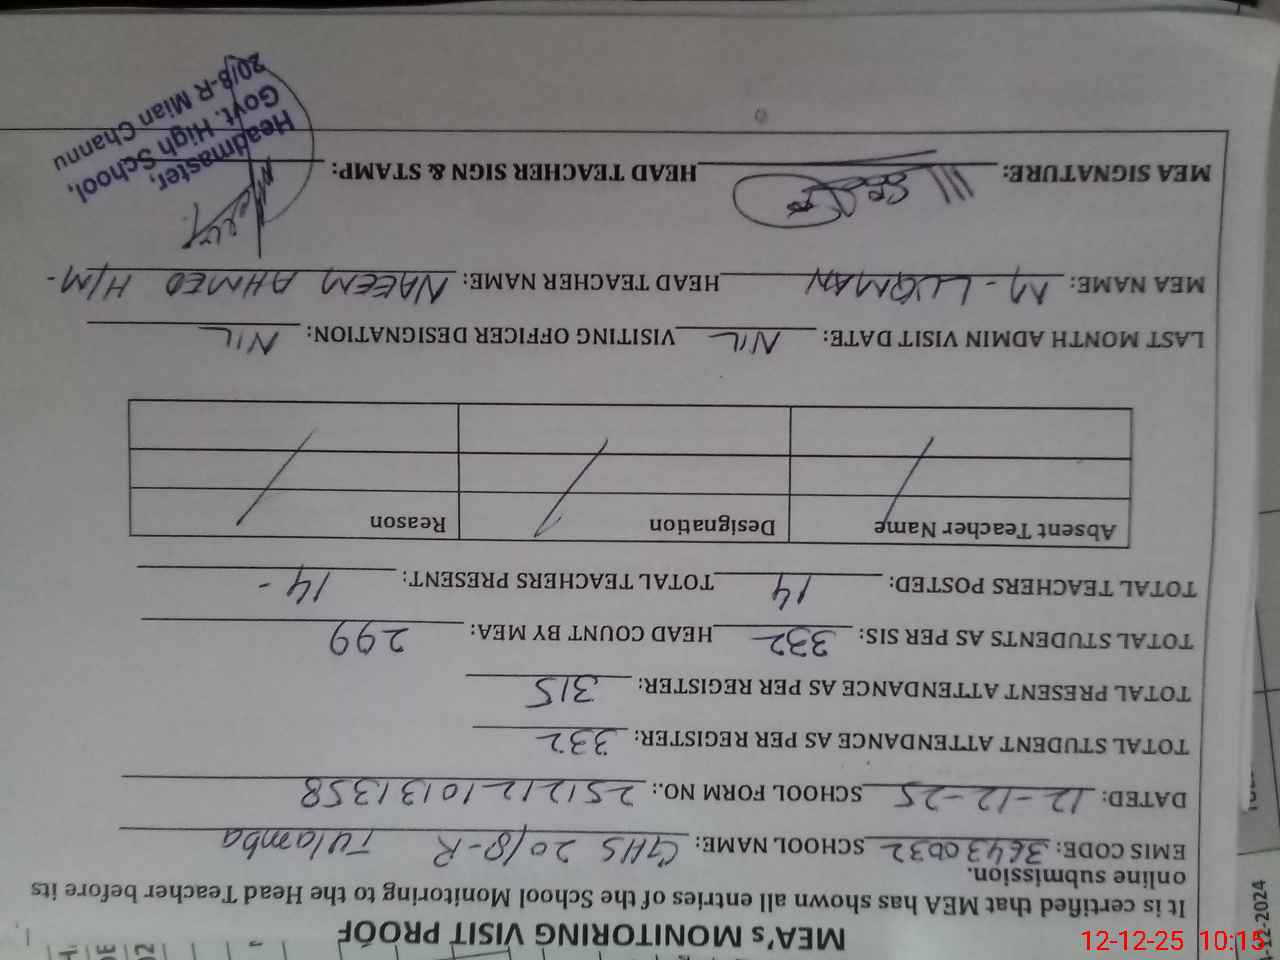 MEA's MONITORING VISIT PROOF
It is certified that MEA has shown all entries of the School Monitoring to the Head Teacher before its
online submission.
EMIS CODE: 36430032 SCHOOL NAME: GHS 20/8-R Tulamba
DATED: 12-12-25 SCHOOL FORM NO.: 25121210131358
TOTAL STUDENT ATTENDANCE AS PER REGISTER: 332
TOTAL PRESENT ATTENDANCE AS PER REGISTER: 315
TOTAL STUDENTS AS PER SIS: 332 HEAD COUNT BY MEA: 299
TOTAL TEACHERS POSTED: 14 TOTAL TEACHERS PRESENT: 14 -
Absent Teacher Name Designation Reason
LAST MONTH ADMIN VISIT DATE: NIL VISITING OFFICER DESIGNATION: NIL
MEA NAME: M-LUQMAN HEAD TEACHER NAME: NAEEM AHMED H/M-
MEA SIGNATURE: HEAD TEACHER SIGN & STAMP:
Headmaster,
Govt. High School,
20/8-R Mian Channu
-12-2024
12-12-25 10:15